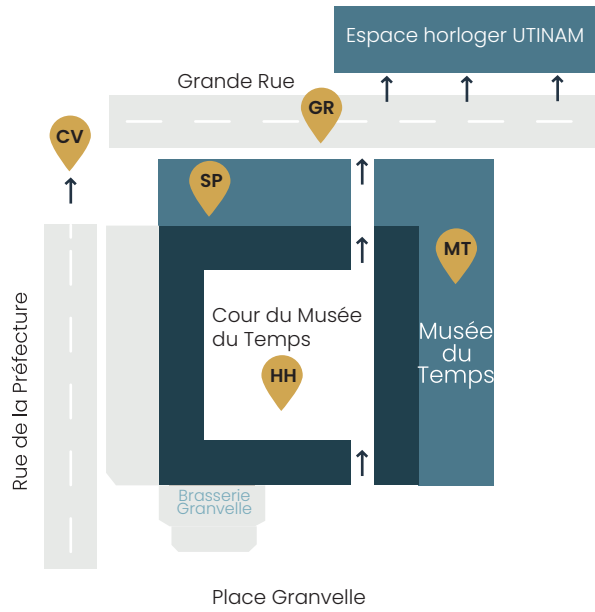 Espace horloger UTINAM
Grande Rue
GR
CV
SP
MT
Cour du Musée
du Temps
Musée
du
Temps
HH
Rue de la Préfecture
Brasserie
Granvelle
Place Granvelle